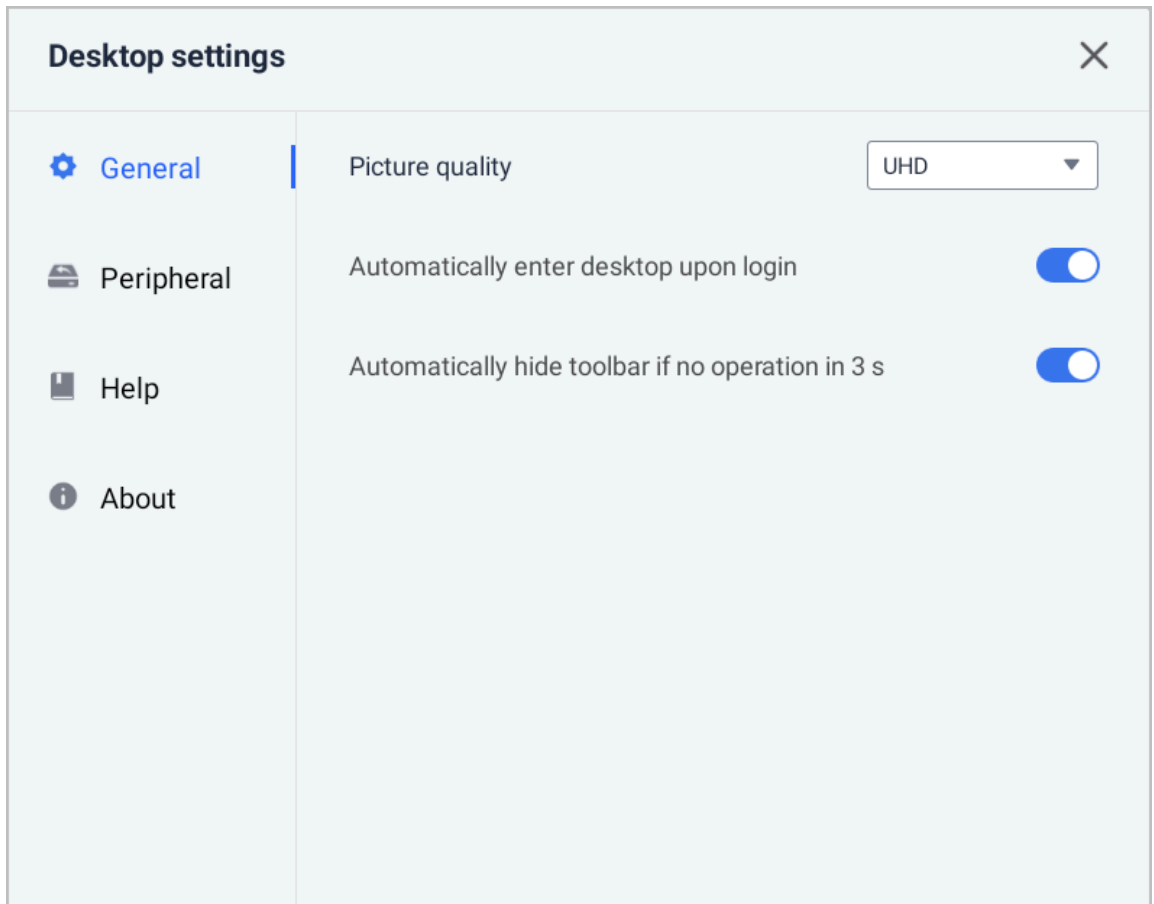 Desktop settings
General
Peripheral
Help
About
Picture quality
UHD
Automatically enter desktop upon login
Automatically hide toolbar if no operation in 3 s